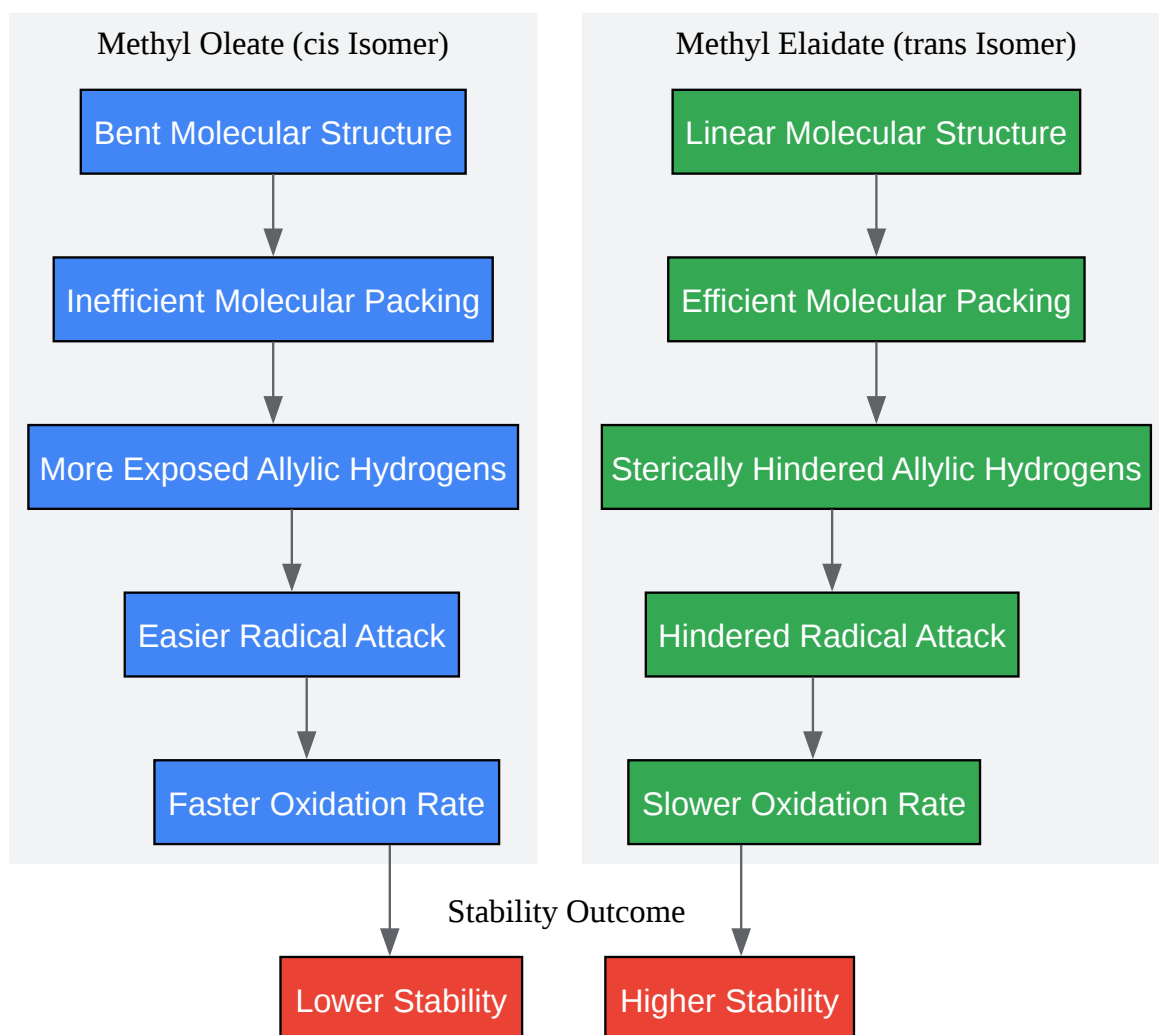 Methyl Oleate (cis Isomer)
Bent Molecular Structure
Inefficient Molecular Packing
More Exposed Allylic Hydrogens
Easier Radical Attack
Faster Oxidation Rate
Methyl Elaidate (trans Isomer)
Linear Molecular Structure
Efficient Molecular Packing
Sterically Hindered Allylic Hydrogens
Hindered Radical Attack
Slower Oxidation Rate
Stability Outcome
Lower Stability
Higher Stability